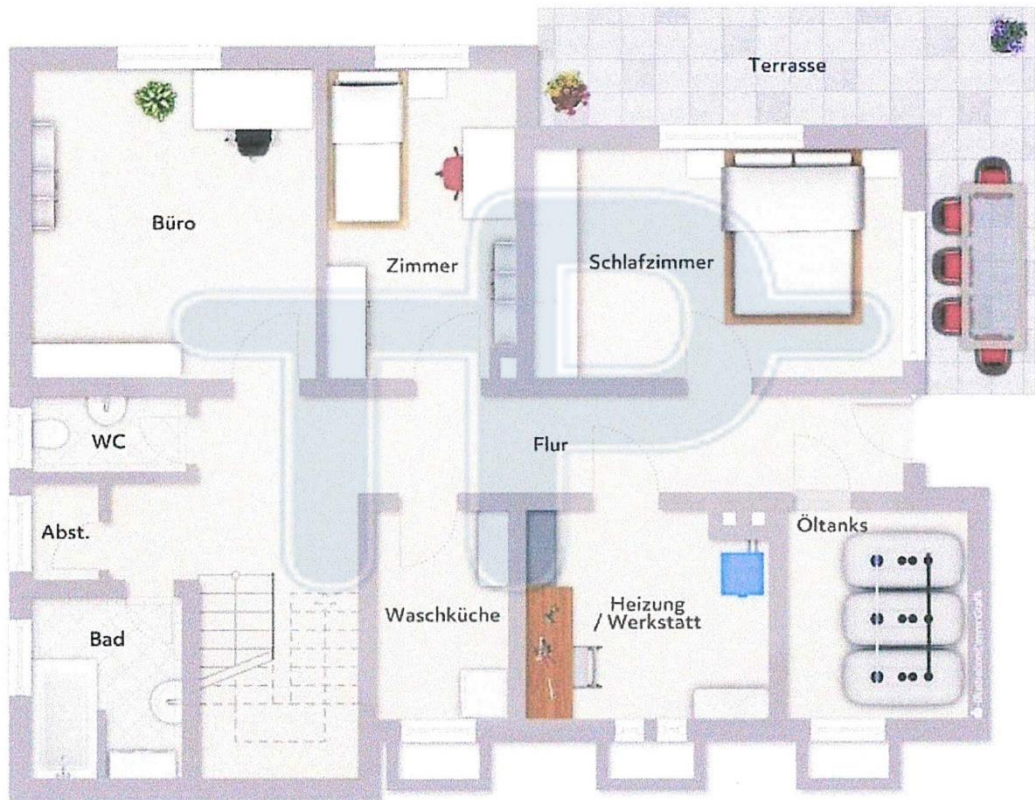 Terrasse
Büro
Zimmer
Schlafzimmer
WC
Flur
Abst.
Öltanks
Waschküche
Heizung
/ Werkstatt
Bad